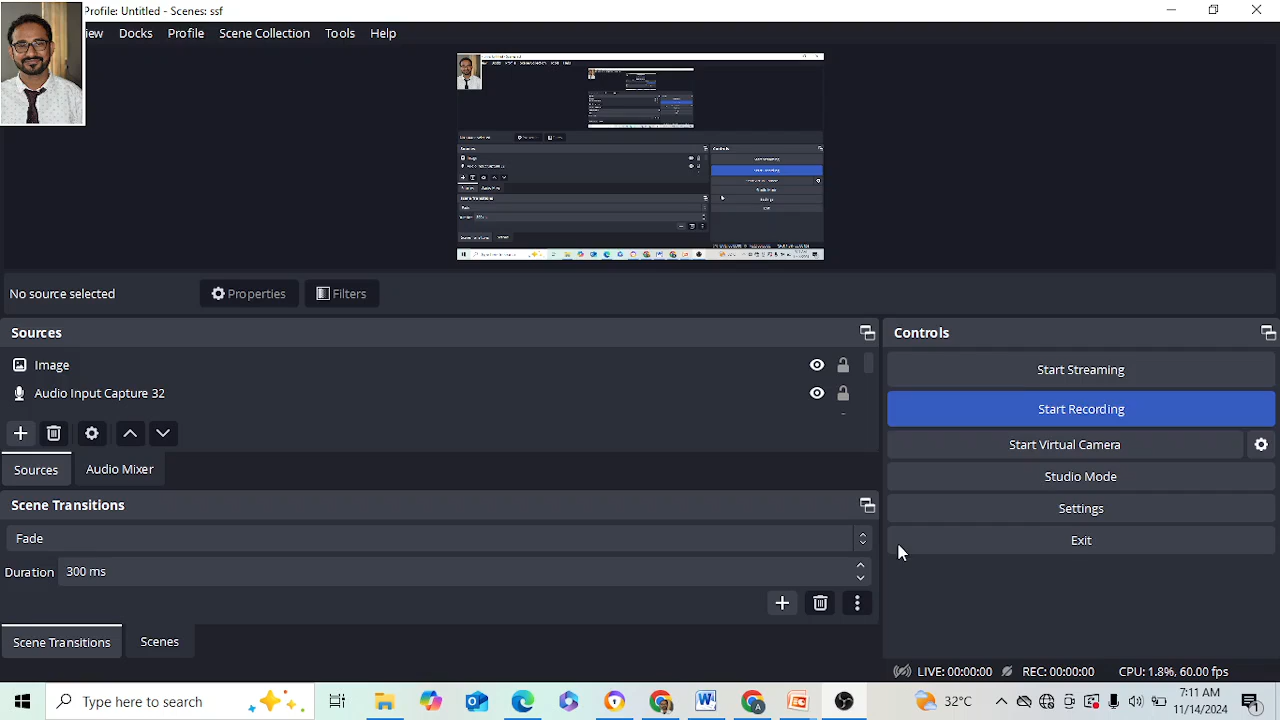 Profile: Untitled - Scenes: ssf
Docks Profile Scene Collection Tools Help
No source selected
Properties
Filters
Sources
Controls
Image
Start Streaming
Audio Input Capture 32
Start Recording
Start Virtual Camera
Sources
Audio Mixer
Studio Mode
Scene Transitions
Settings
Fade
Exit
Duration
300 ms
Scene Transitions
Scenes
LIVE: 00:00:00
REC: 00:00:00
CPU: 1.8%, 60.00 fps
Type here to search
32°C
7:11 AM
11/14/2024